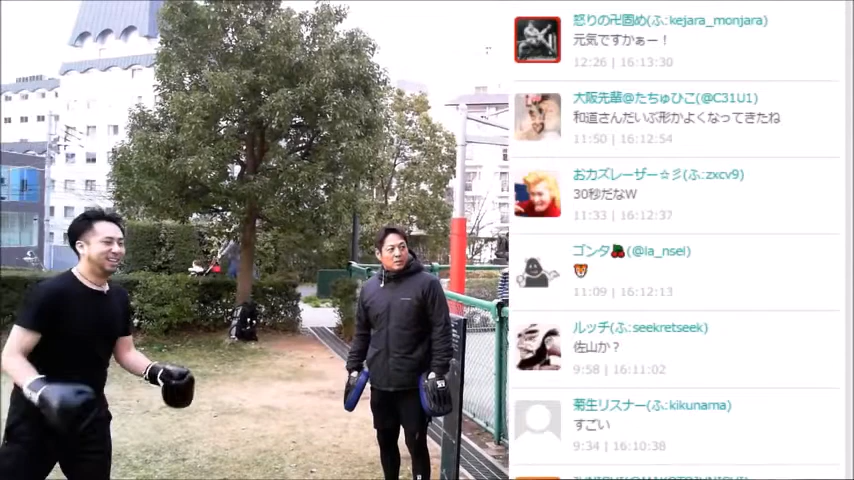 怒りの卍固め(ふ:kejara_monjara)
元気ですかぁー！
12:26 | 16:13:30
大阪先輩@たちゅひこ(@C31U1)
和道さんだいぶ形かよくなってきたね
11:50 | 16:12:54
おカズレーザー☆彡(ふ:zxcv9)
30秒だなW
11:33 | 16:12:37
ゴンタ🍒(@la_nsei)
🐯
11:09 | 16:12:13
ルッチ(ふ:seekretseek)
佐山か？
9:58 | 16:11:02
菊生リスナー(ふ:kikunama)
すごい
9:34 | 16:10:38